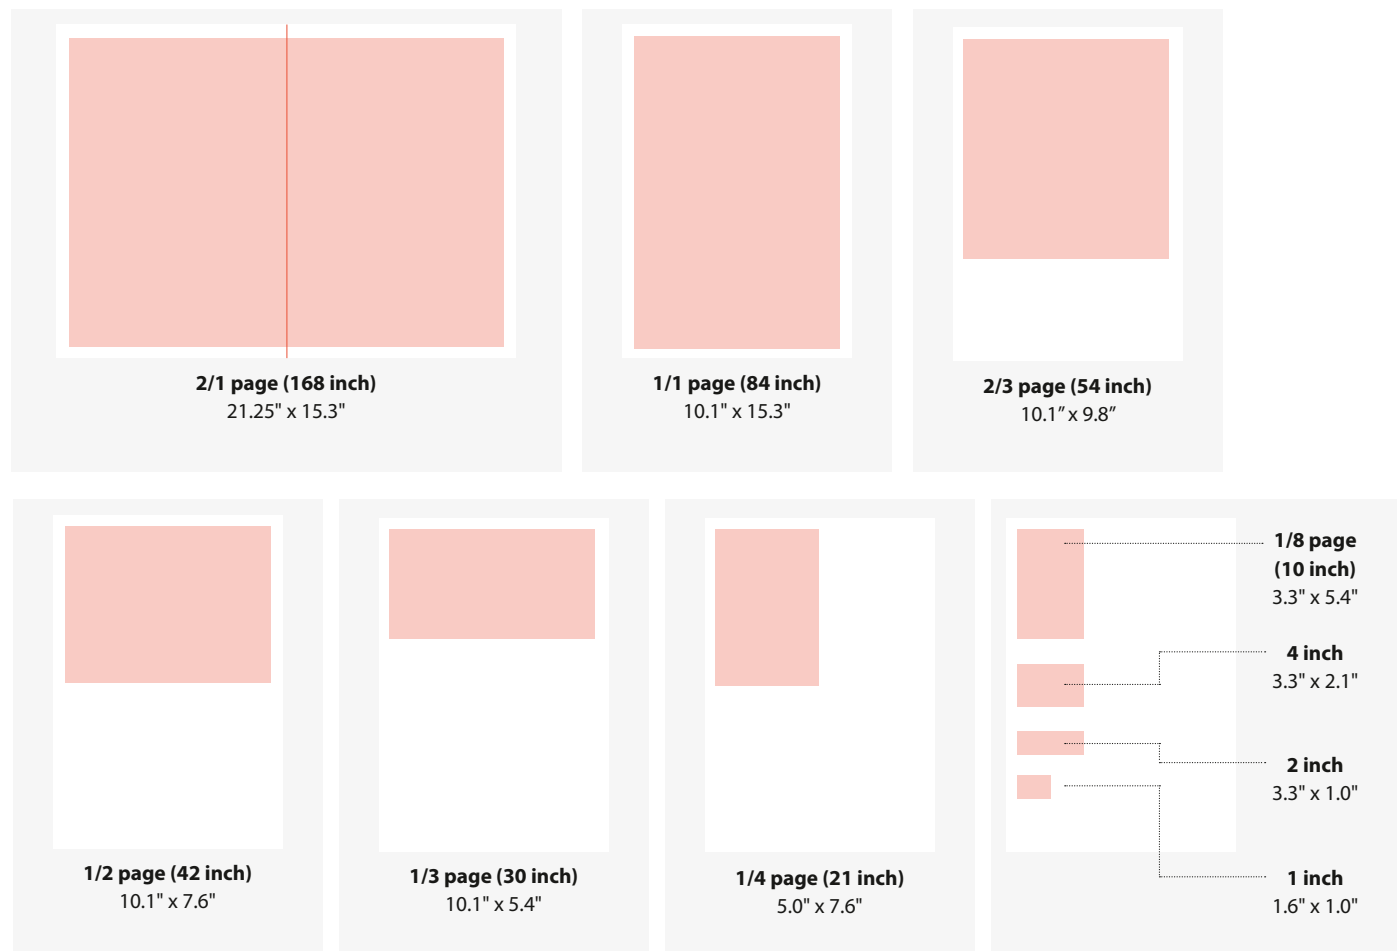 2/1 page (168 inch)
21.25" x 15.3"
1/1 page (84 inch)
10.1" x 15.3"
2/3 page (54 inch)
10.1” x 9.8”
1/2 page (42 inch)
10.1" x 7.6"
1/3 page (30 inch)
10.1" x 5.4"
1/4 page (21 inch)
5.0" x 7.6"
1/8 page
(10 inch)
3.3" x 5.4"
4 inch
3.3" x 2.1"
2 inch
3.3" x 1.0"
1 inch
1.6" x 1.0"